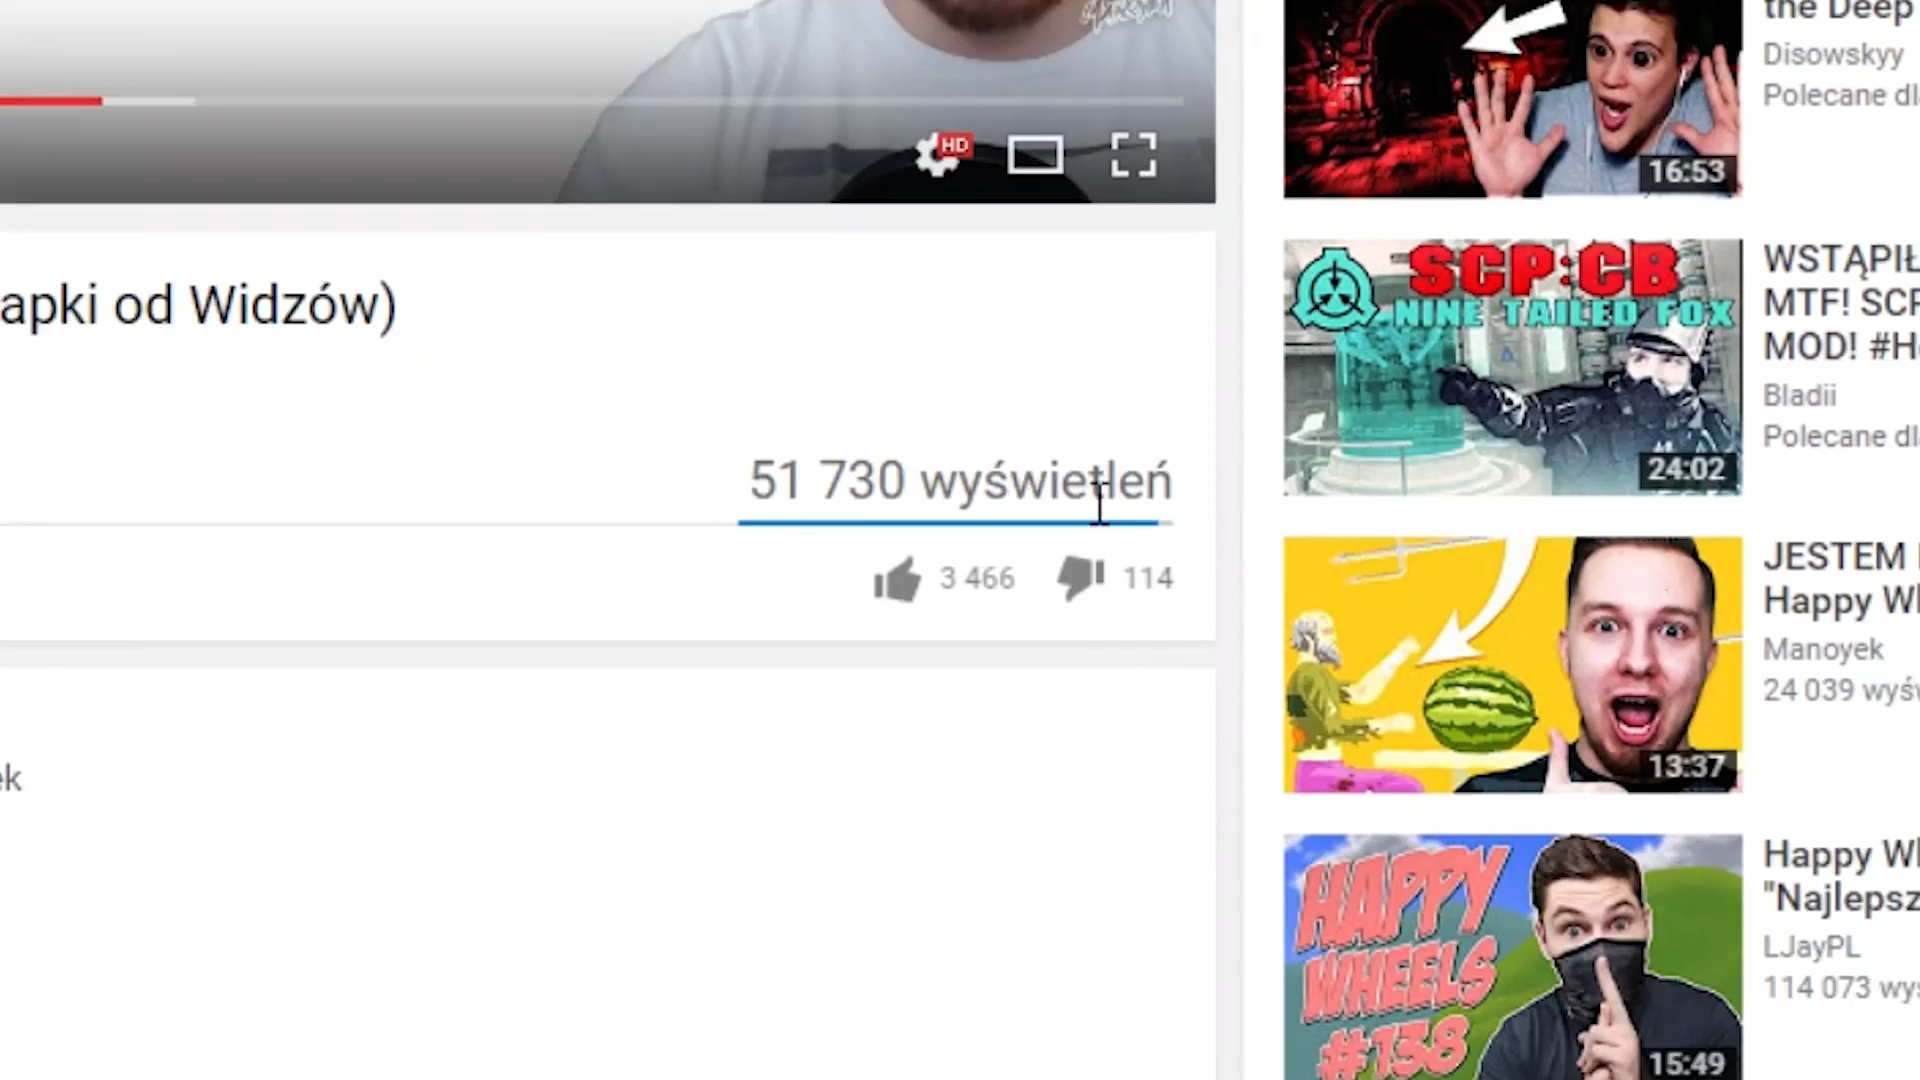 HD
apki od Widzów)
51 730 wyświetleń
3 466
114
ek
the Deep
Disowskyy
Polecane dl
16:53
SCP:CB
NINE TAILED FOX
24:02
WSTĄPIŁ
MTF! SCP
MOD! #H
Bladii
Polecane dl
13:37
JESTEM
Happy Wh
Manoyek
24 039 wyśw
HAPPY
WHEELS
#138
15:49
Happy Wh
"Najlepsz
LJayPL
114 073 wyś